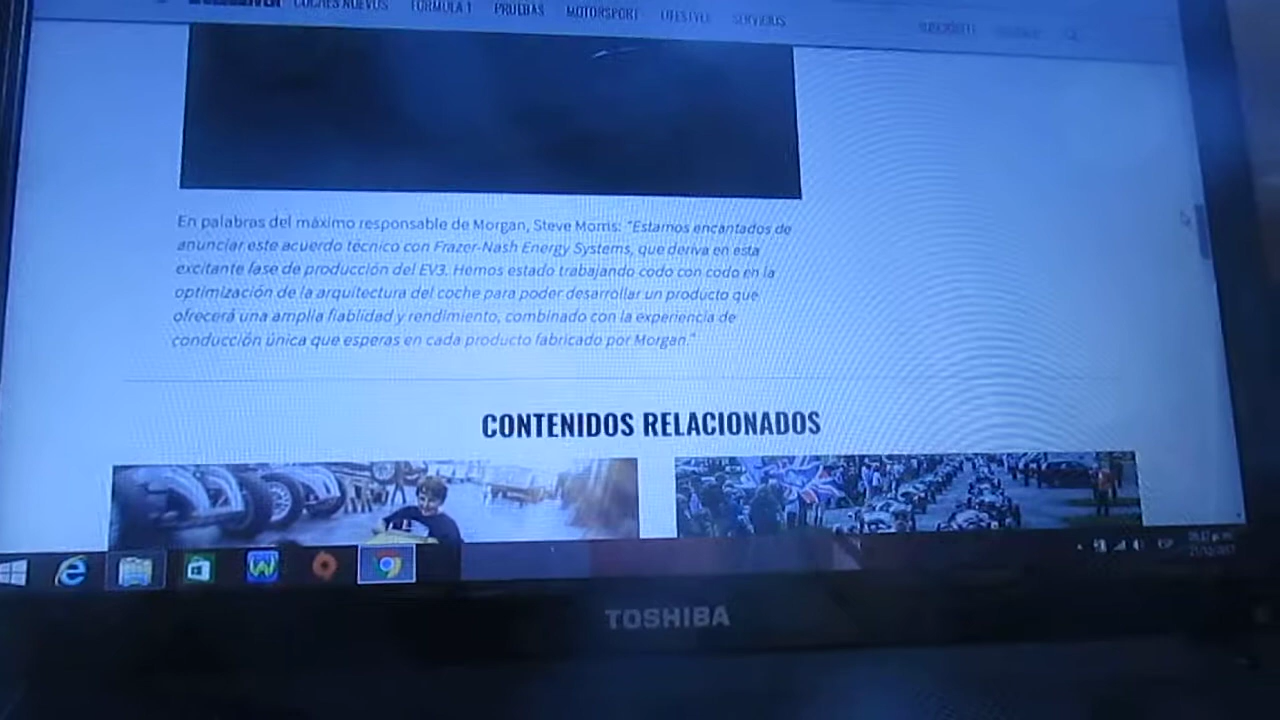 COCHES NUEVOS FÓRMULA 1 PRUEBAS MOTORSPORT LIFESTYLE SERVICIOS
En palabras del máximo responsable de Morgan, Steve Morris: "Estamos encantados de
anunciar este acuerdo técnico con Frazer-Nash Energy Systems, que deriva en esta
excitante fase de producción del EV3. Hemos estado trabajando codo con codo en la
optimización de la arquitectura del coche para poder desarrollar un producto que
ofrecerá una amplia fiablidad y rendimiento, combinado con la experiencia de
conducción única que esperas en cada producto fabricado por Morgan."
CONTENIDOS RELACIONADOS
ESP
TOSHIBA